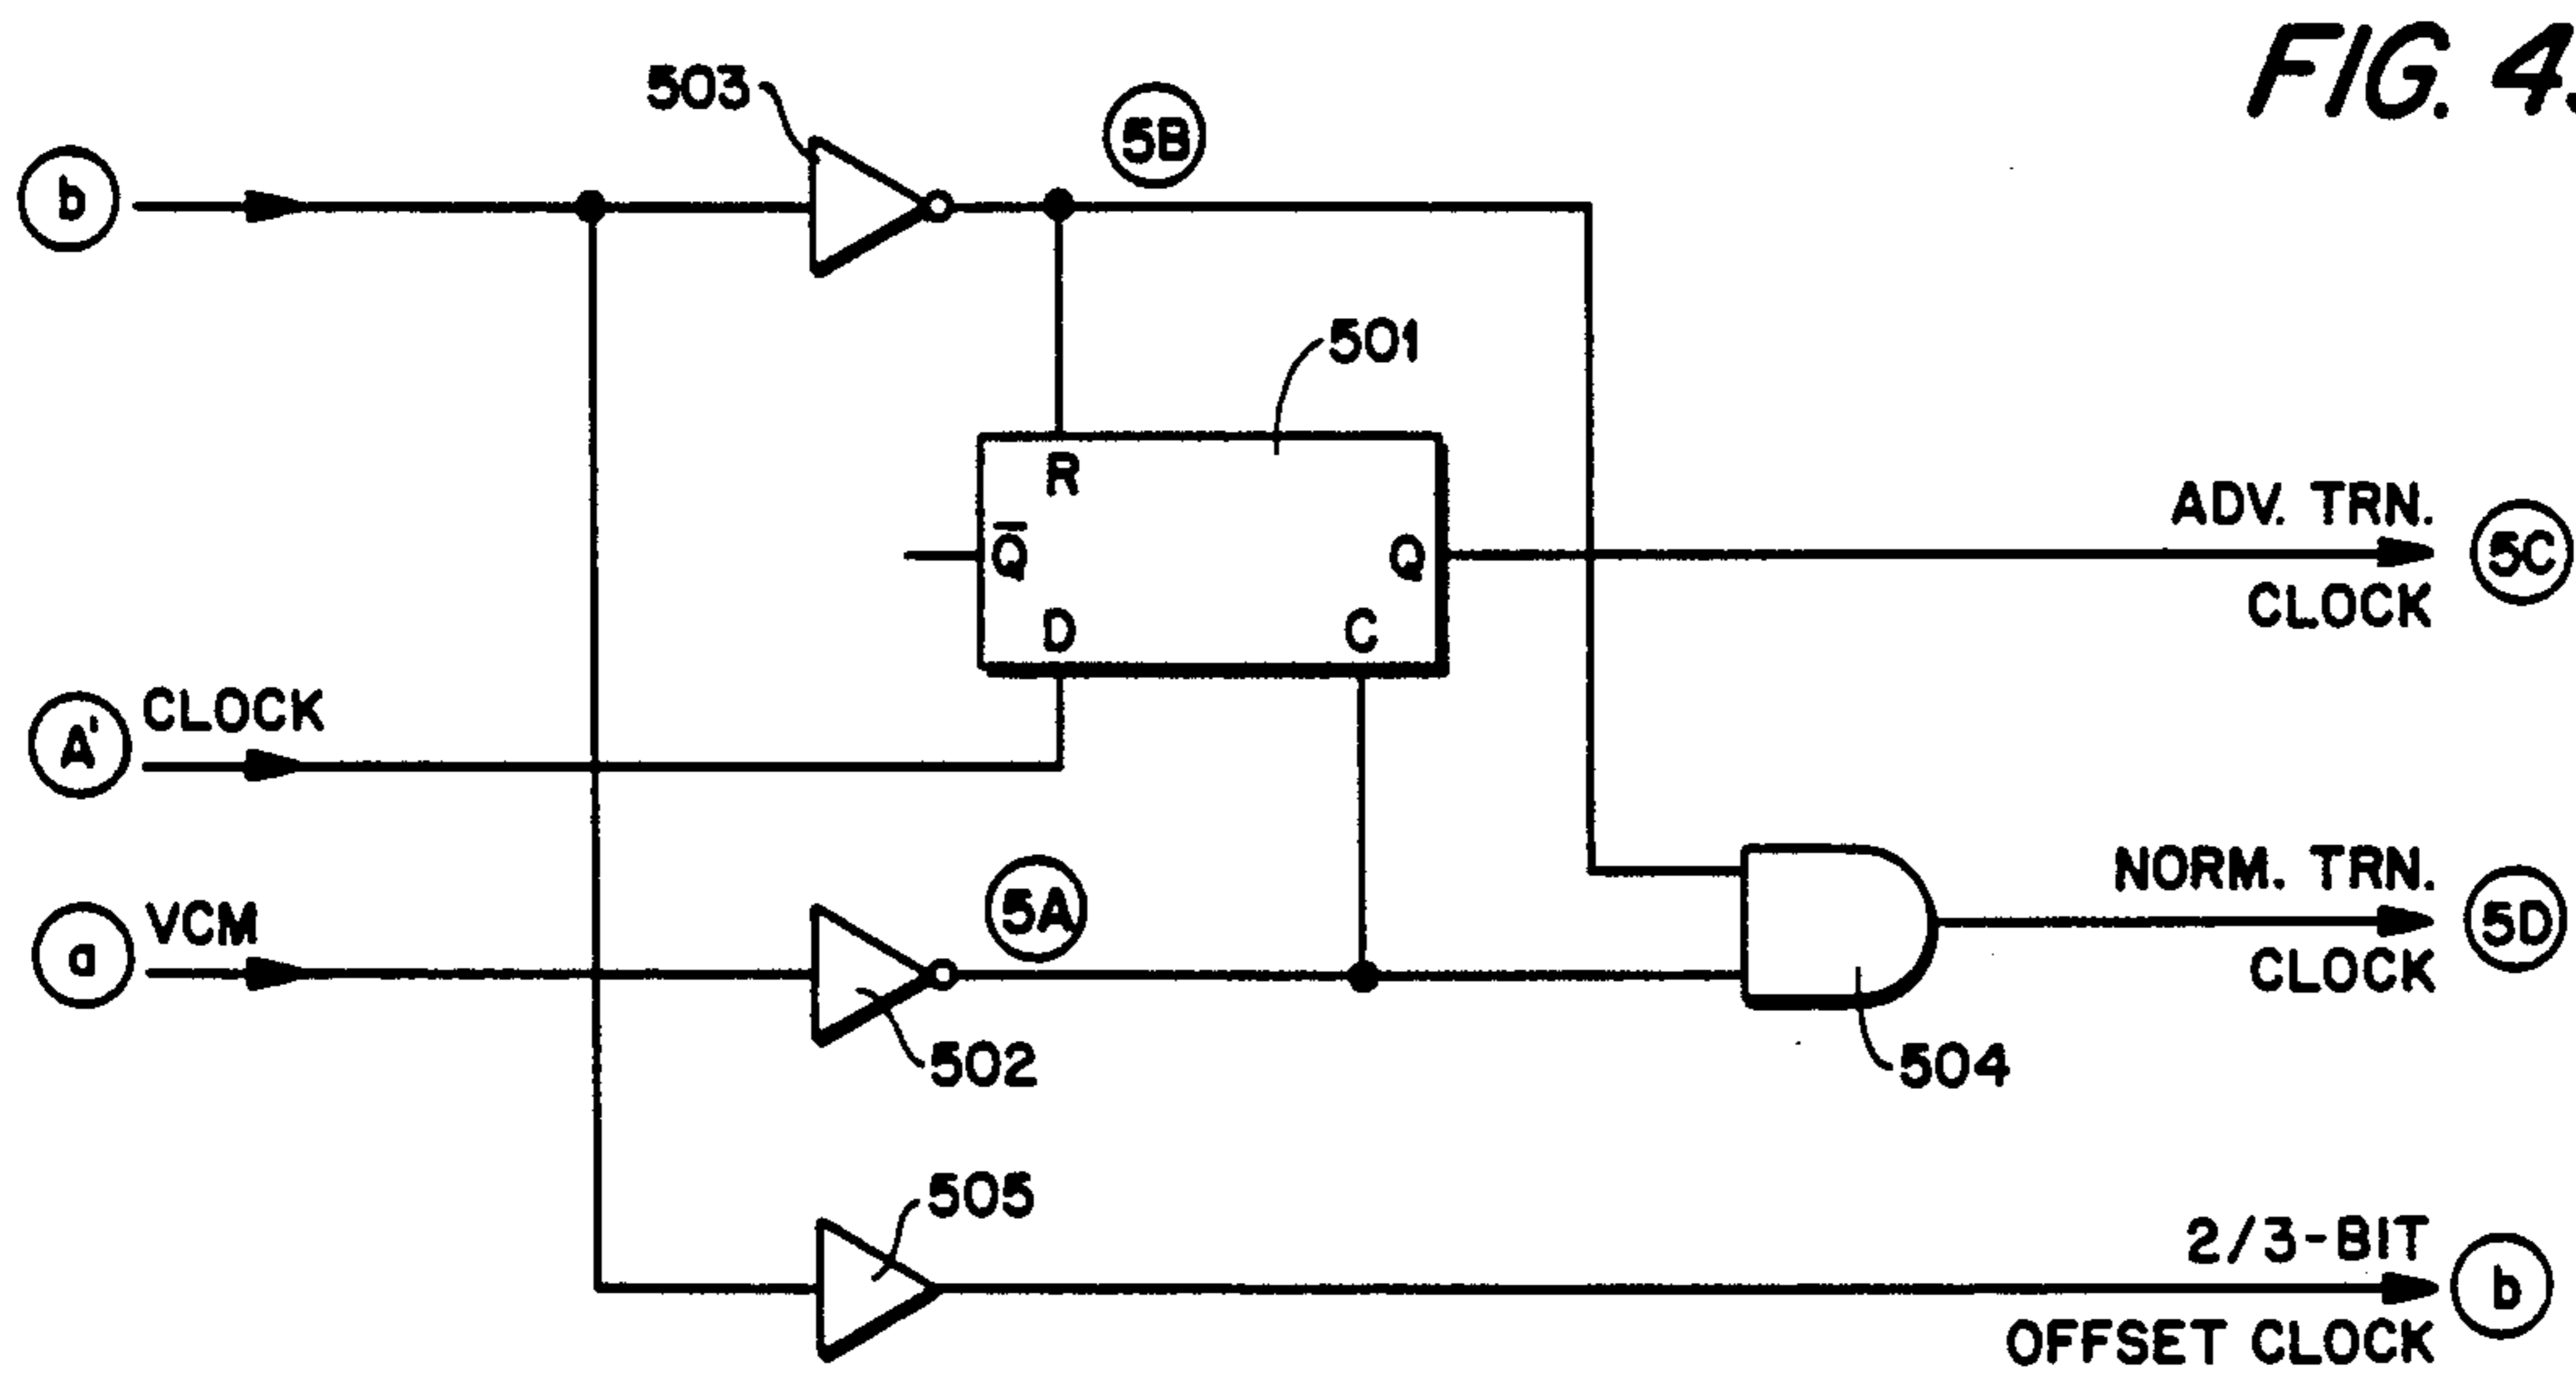 FIG. 4
503
5B
b
501
R
Q̅
Q
D
C
ADV. TRN.
CLOCK
5C
A'
CLOCK
a
VCM
5A
502
504
NORM. TRN.
CLOCK
5D
505
2/3-BIT
OFFSET CLOCK
b